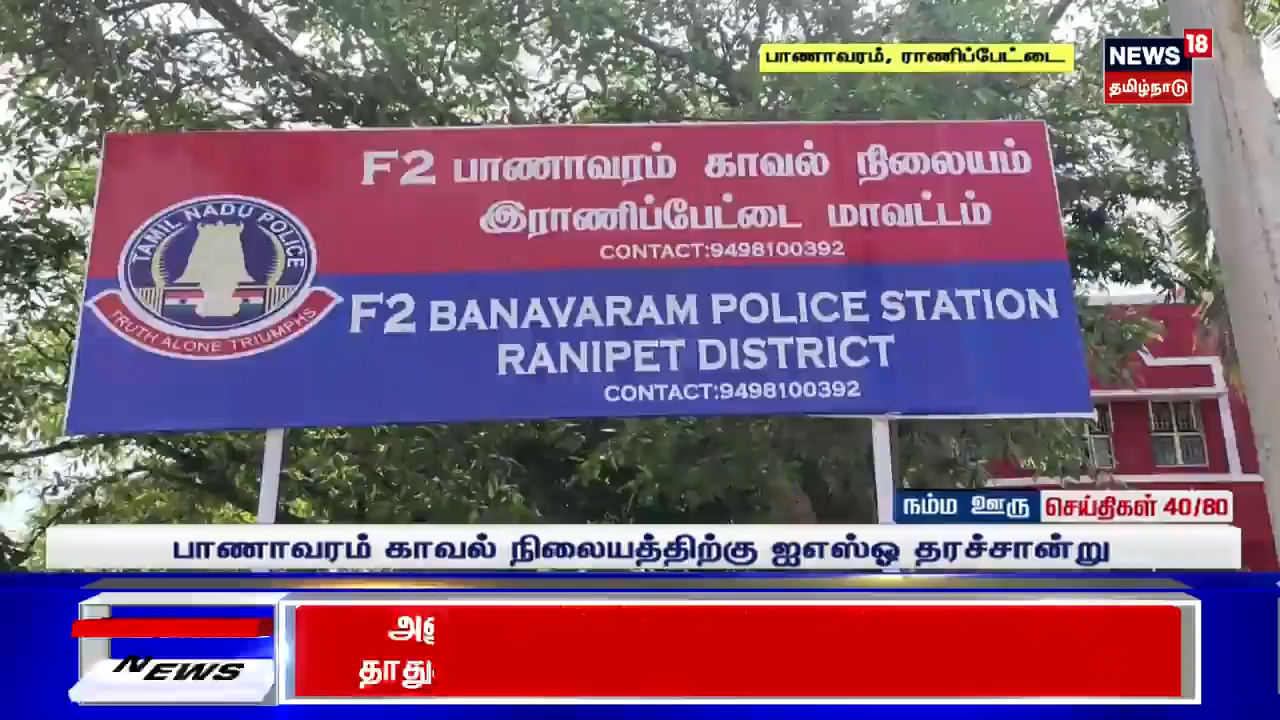 பாணாவரம், ராணிப்பேட்டை
NEWS 18
தமிழ்நாடு
F2 பாணாவரம் காவல் நிலையம்
இராணிப்பேட்டை மாவட்டம்
CONTACT:9498100392
TAMIL NADU POLICE
TRUTH ALONE TRIUMPHS
F2 BANAVARAM POLICE STATION
RANIPET DISTRICT
CONTACT:9498100392
நம்ம ஊரு செய்திகள் 40/80
பாணாவரம் காவல் நிலையத்திற்கு ஐஎஸ்ஓ தரச்சான்று
NEWS